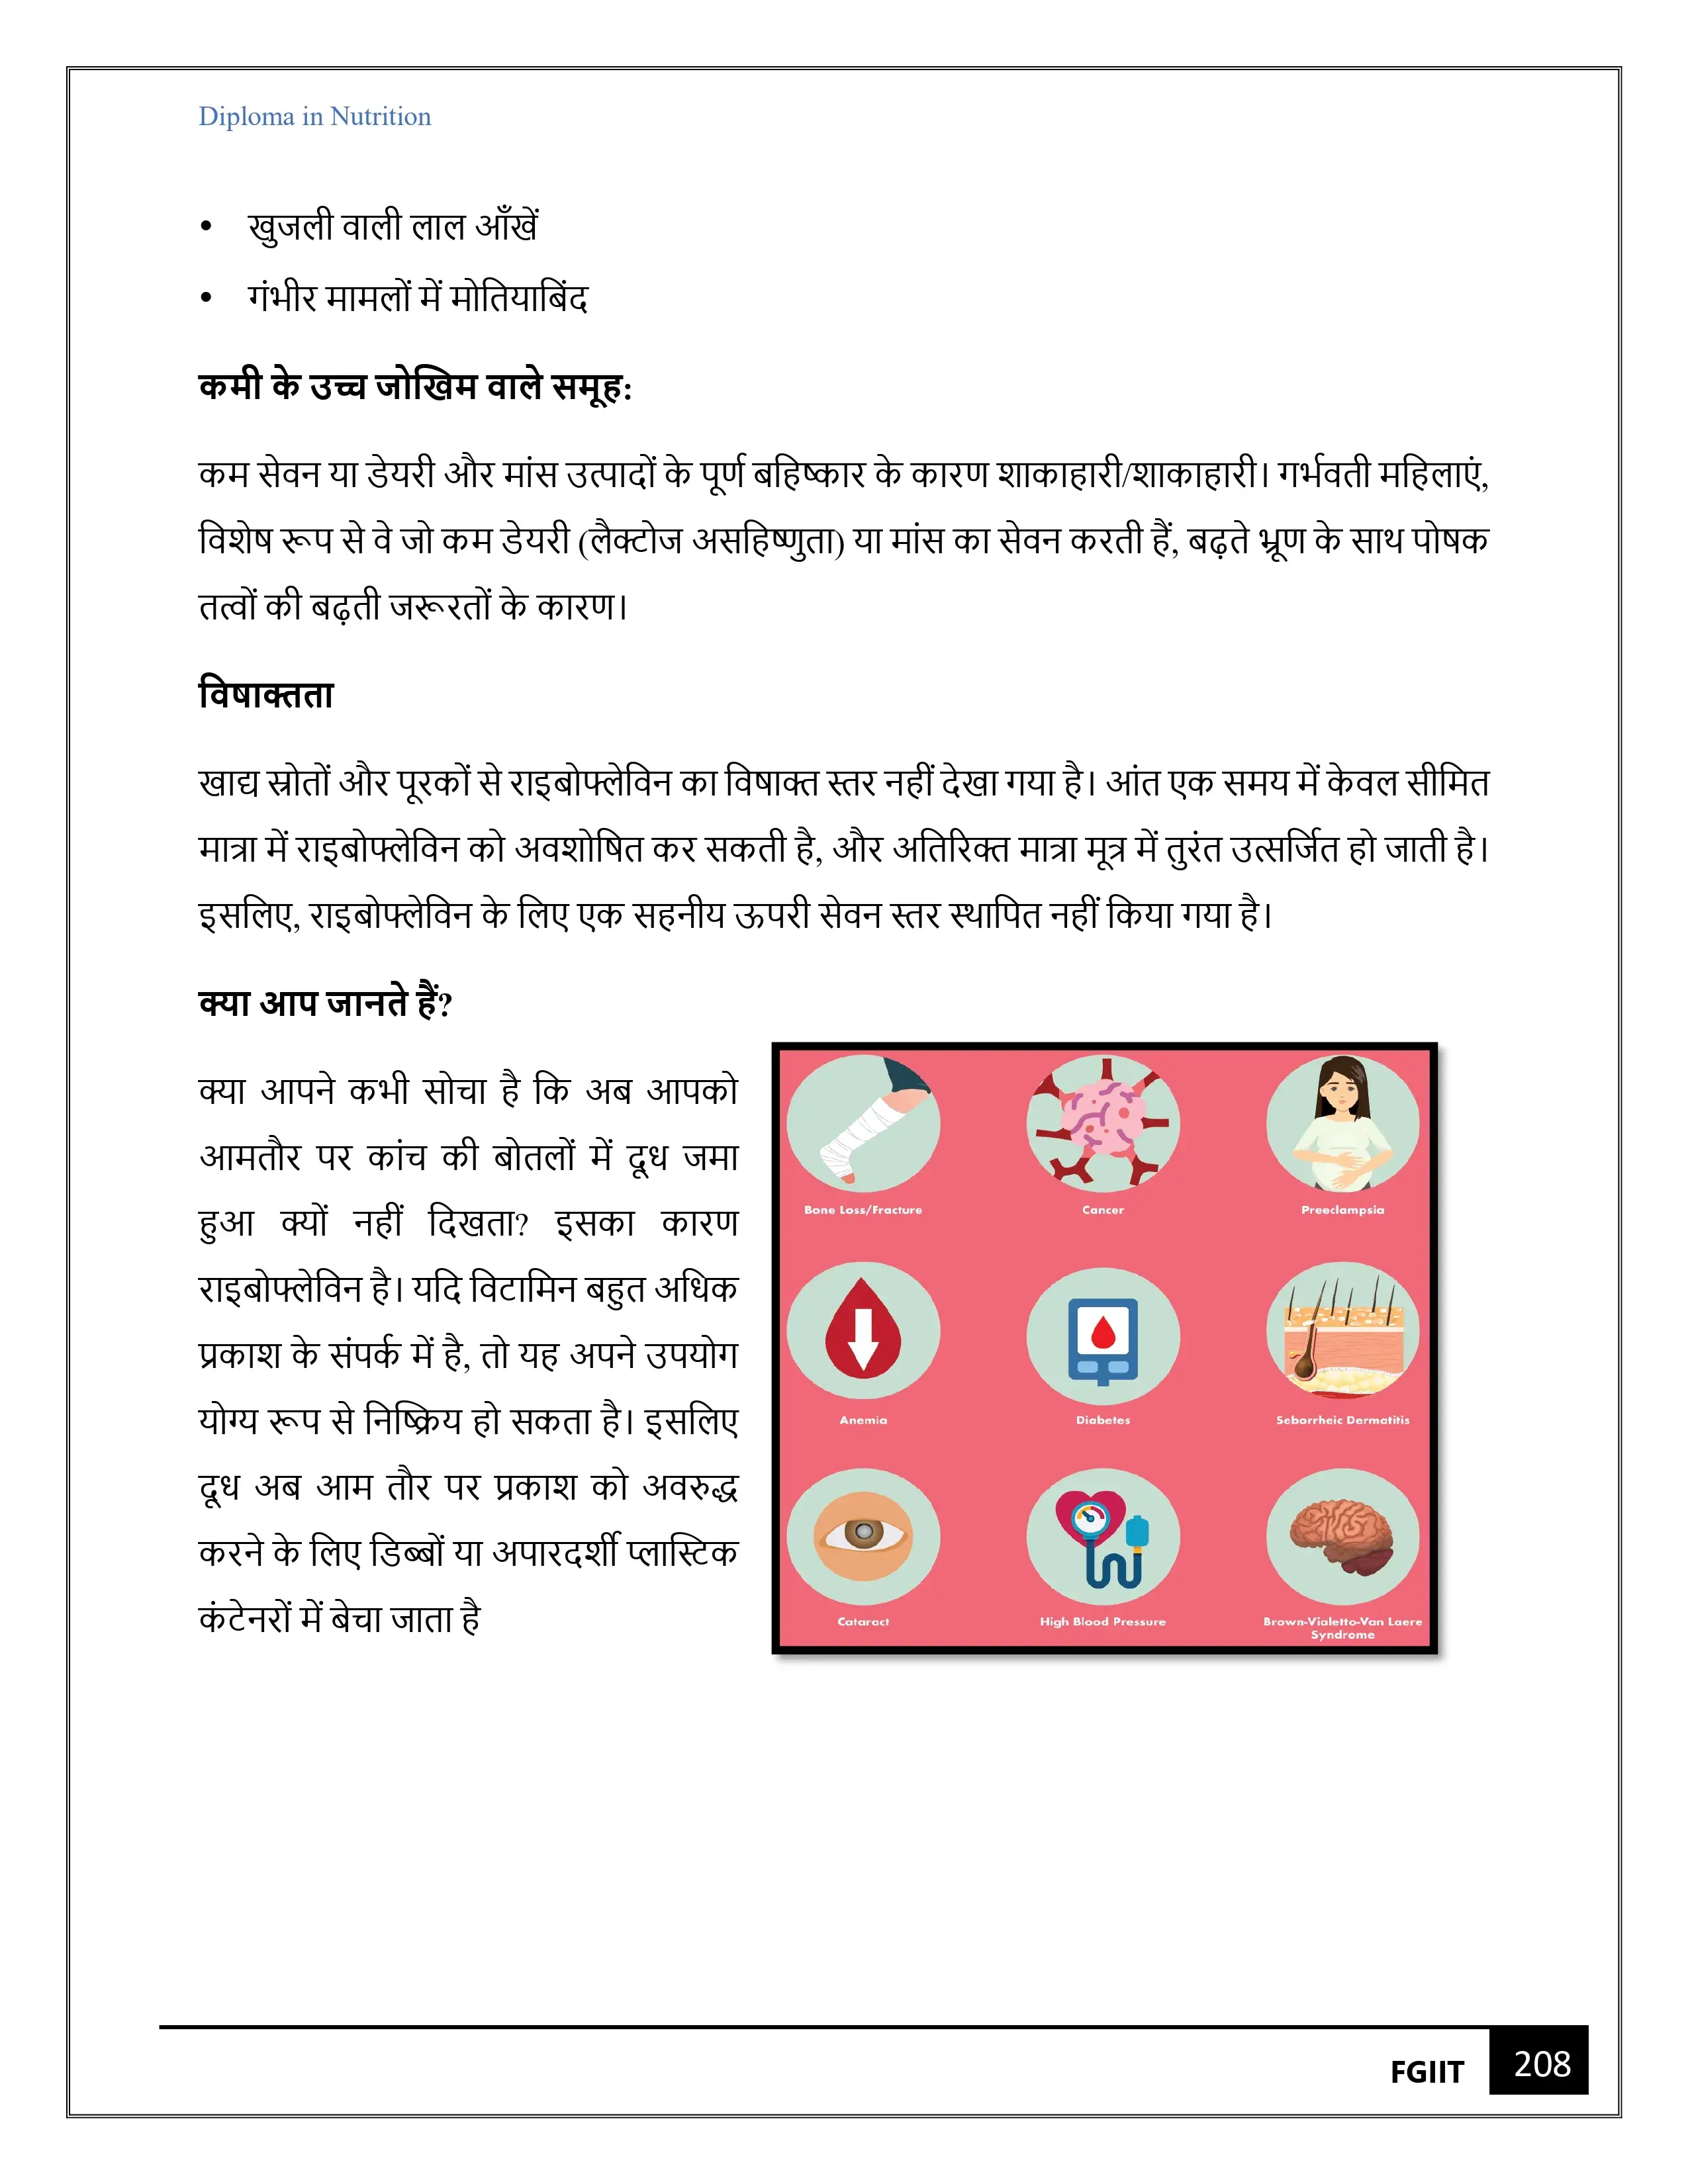 Diploma in Nutrition
• खुजली वाली लाल आँखें
• गंभीर मामलों में मोतियाबिंद
कमी के उच्च जोखिम वाले समूह:
कम सेवन या डेयरी और मांस उत्पादों के पूर्ण बहिष्कार के कारण शाकाहारी/शाकाहारी। गर्भवती महिलाएं,
विशेष रूप से वे जो कम डेयरी (लैक्टोज असहिष्णुता) या मांस का सेवन करती हैं, बढ़ते भ्रूण के साथ पोषक
तत्वों की बढ़ती जरूरतों के कारण।
विषाक्तता
खाद्य स्रोतों और पूरकों से राइबोफ्लेविन का विषाक्त स्तर नहीं देखा गया है। आंत एक समय में केवल सीमित
मात्रा में राइबोफ्लेविन को अवशोषित कर सकती है, और अतिरिक्त मात्रा मूत्र में तुरंत उत्सर्जित हो जाती है।
इसलिए, राइबोफ्लेविन के लिए एक सहनीय ऊपरी सेवन स्तर स्थापित नहीं किया गया है।
क्या आप जानते हैं?
क्या आपने कभी सोचा है कि अब आपको
आमतौर पर कांच की बोतलों में दूध जमा
हुआ क्यों नहीं दिखता? इसका कारण
राइबोफ्लेविन है। यदि विटामिन बहुत अधिक
प्रकाश के संपर्क में है, तो यह अपने उपयोग
योग्य रूप से निष्क्रिय हो सकता है। इसलिए
दूध अब आम तौर पर प्रकाश को अवरुद्ध
करने के लिए डिब्बों या अपारदर्शी प्लास्टिक
कंटेनरों में बेचा जाता है
Bone Loss/Fracture Cancer Preeclampsia
Anemia Diabetes Seborrheic Dermatitis
Cataract High Blood Pressure Brown-Vialetto-Van Laere
Syndrome
FGIIT 208